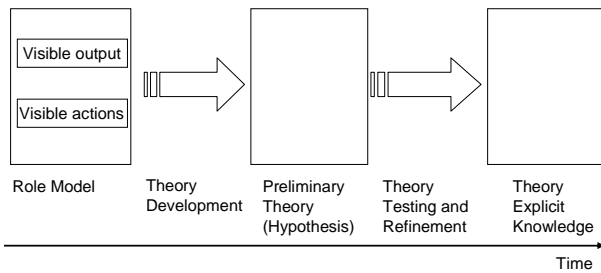 Visible output
Visible actions
Role Model
Theory
Development
Preliminary
Theory
(Hypothesis)
Theory
Testing and
Refinement
Theory
Explicit
Knowledge
Time